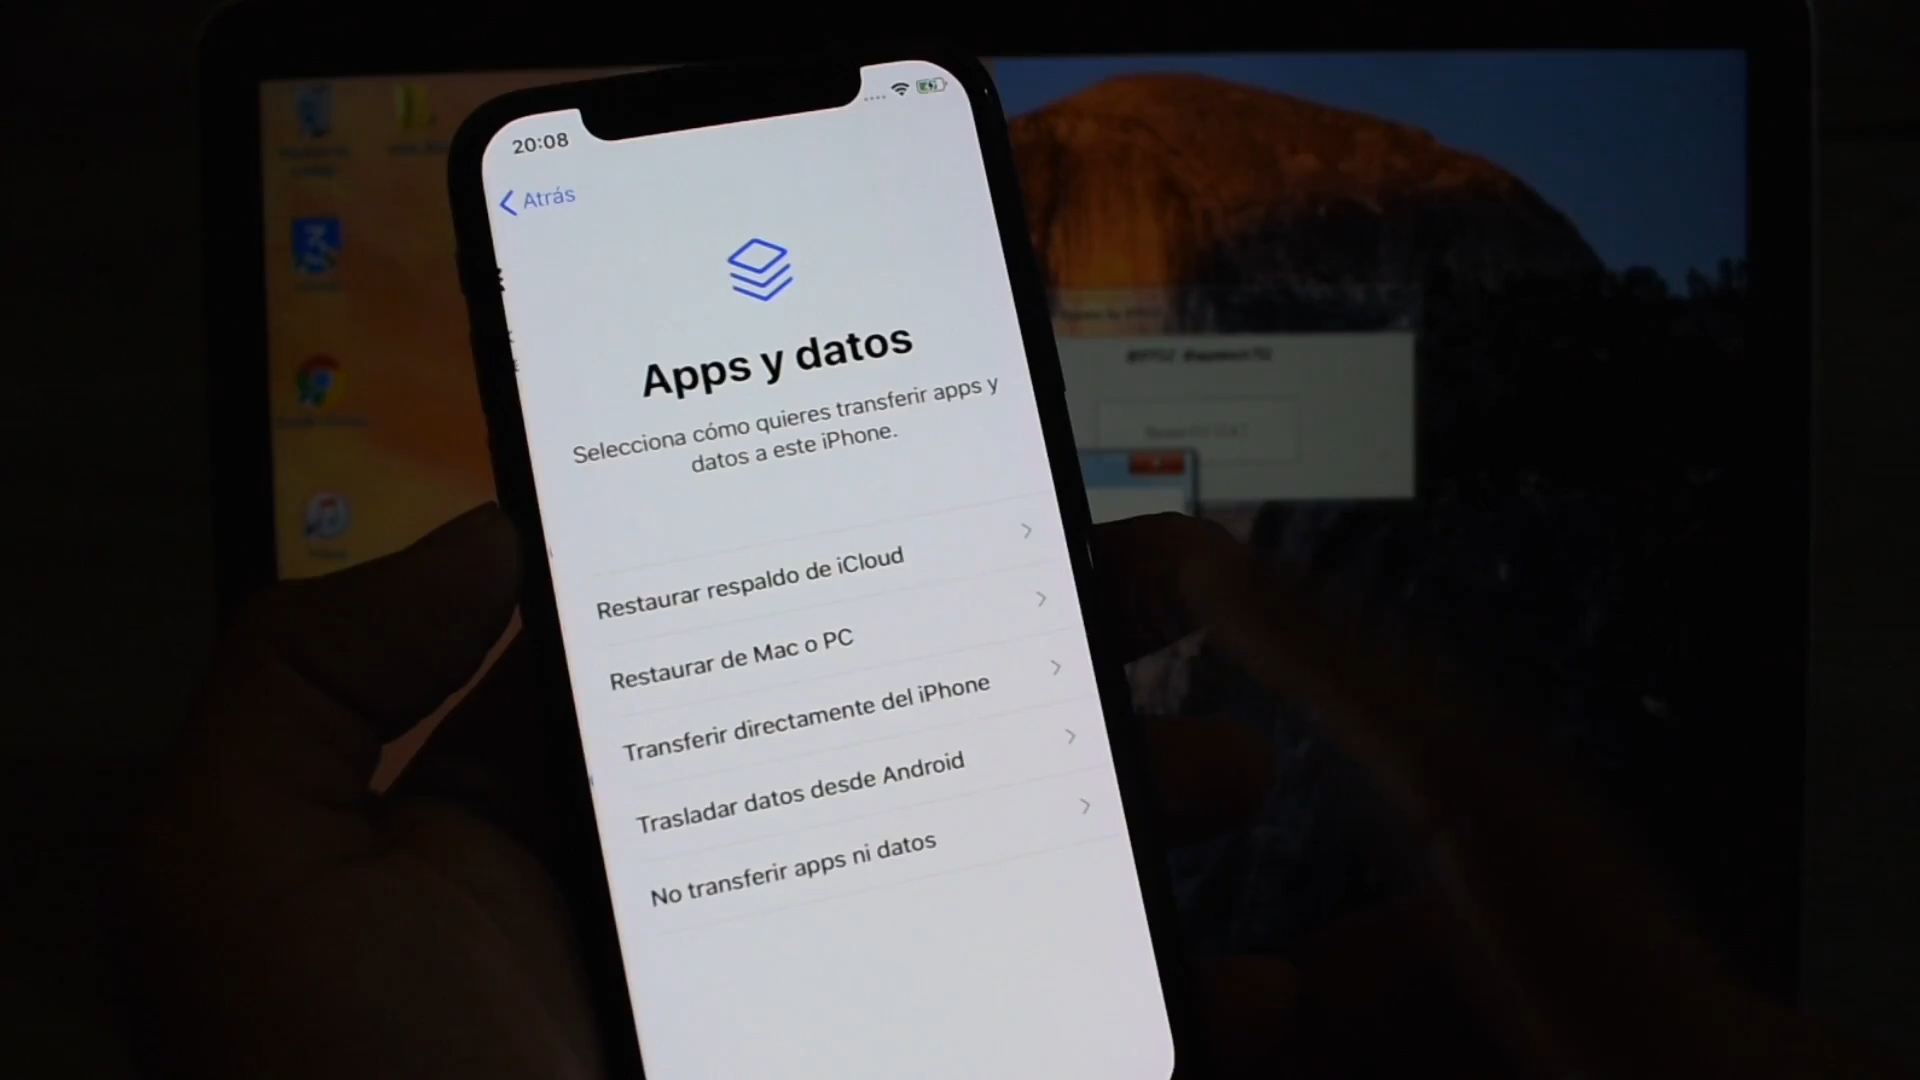 20:08
Atrás
Apps y datos
Selecciona cómo quieres transferir apps y
datos a este iPhone.
Restaurar respaldo de iCloud
Restaurar de Mac o PC
Transferir directamente del iPhone
Trasladar datos desde Android
No transferir apps ni datos